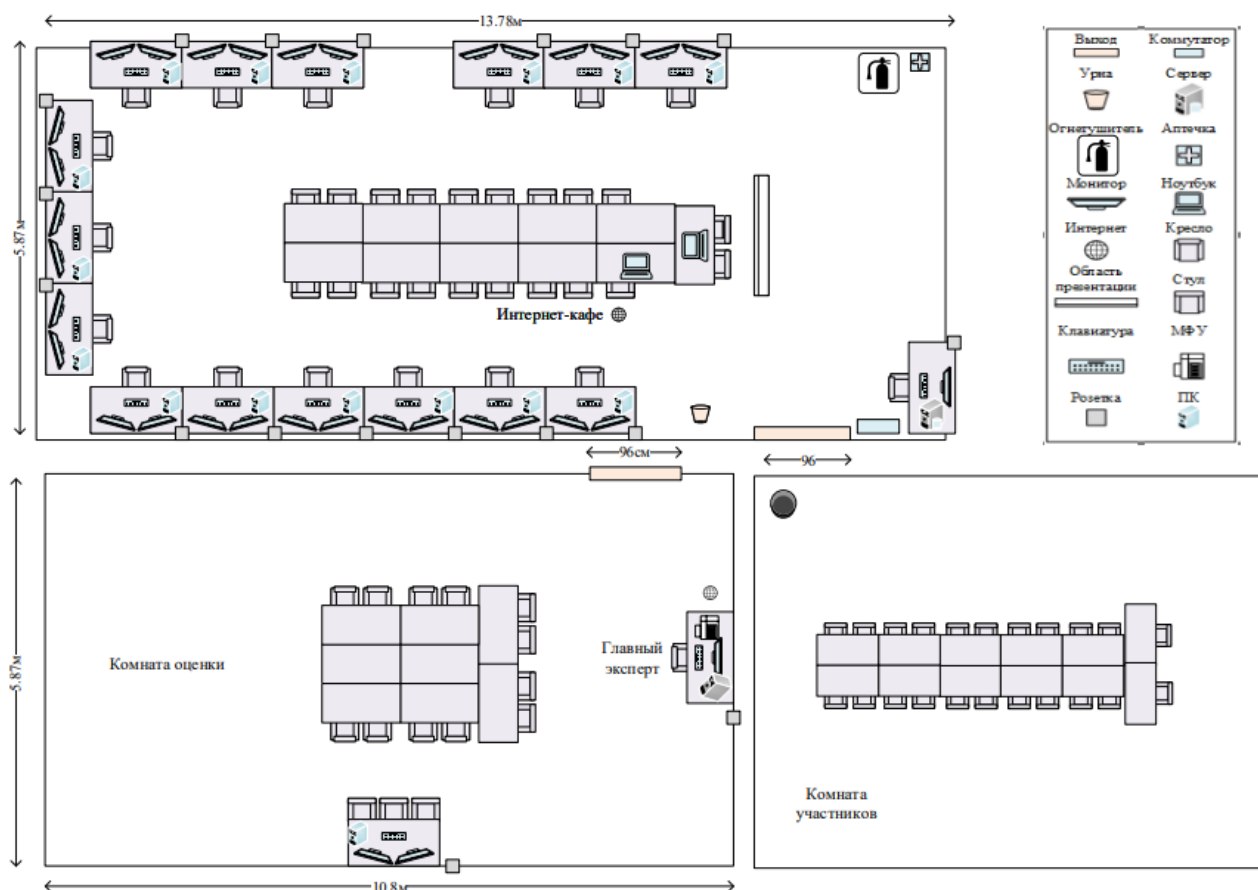 13.78м
5.87м
Интернет-кафе
96см
96
Выход Коммутатор
Урна Сервер
Огнетушитель Аптечка
Монитор Ноутбук
Интернет Кресло
Область
презентации
Стул
Клавиатура МФУ
Розетка ПК
5.87м
Комната оценки
Главный
эксперт
Комната
участников
10.8м